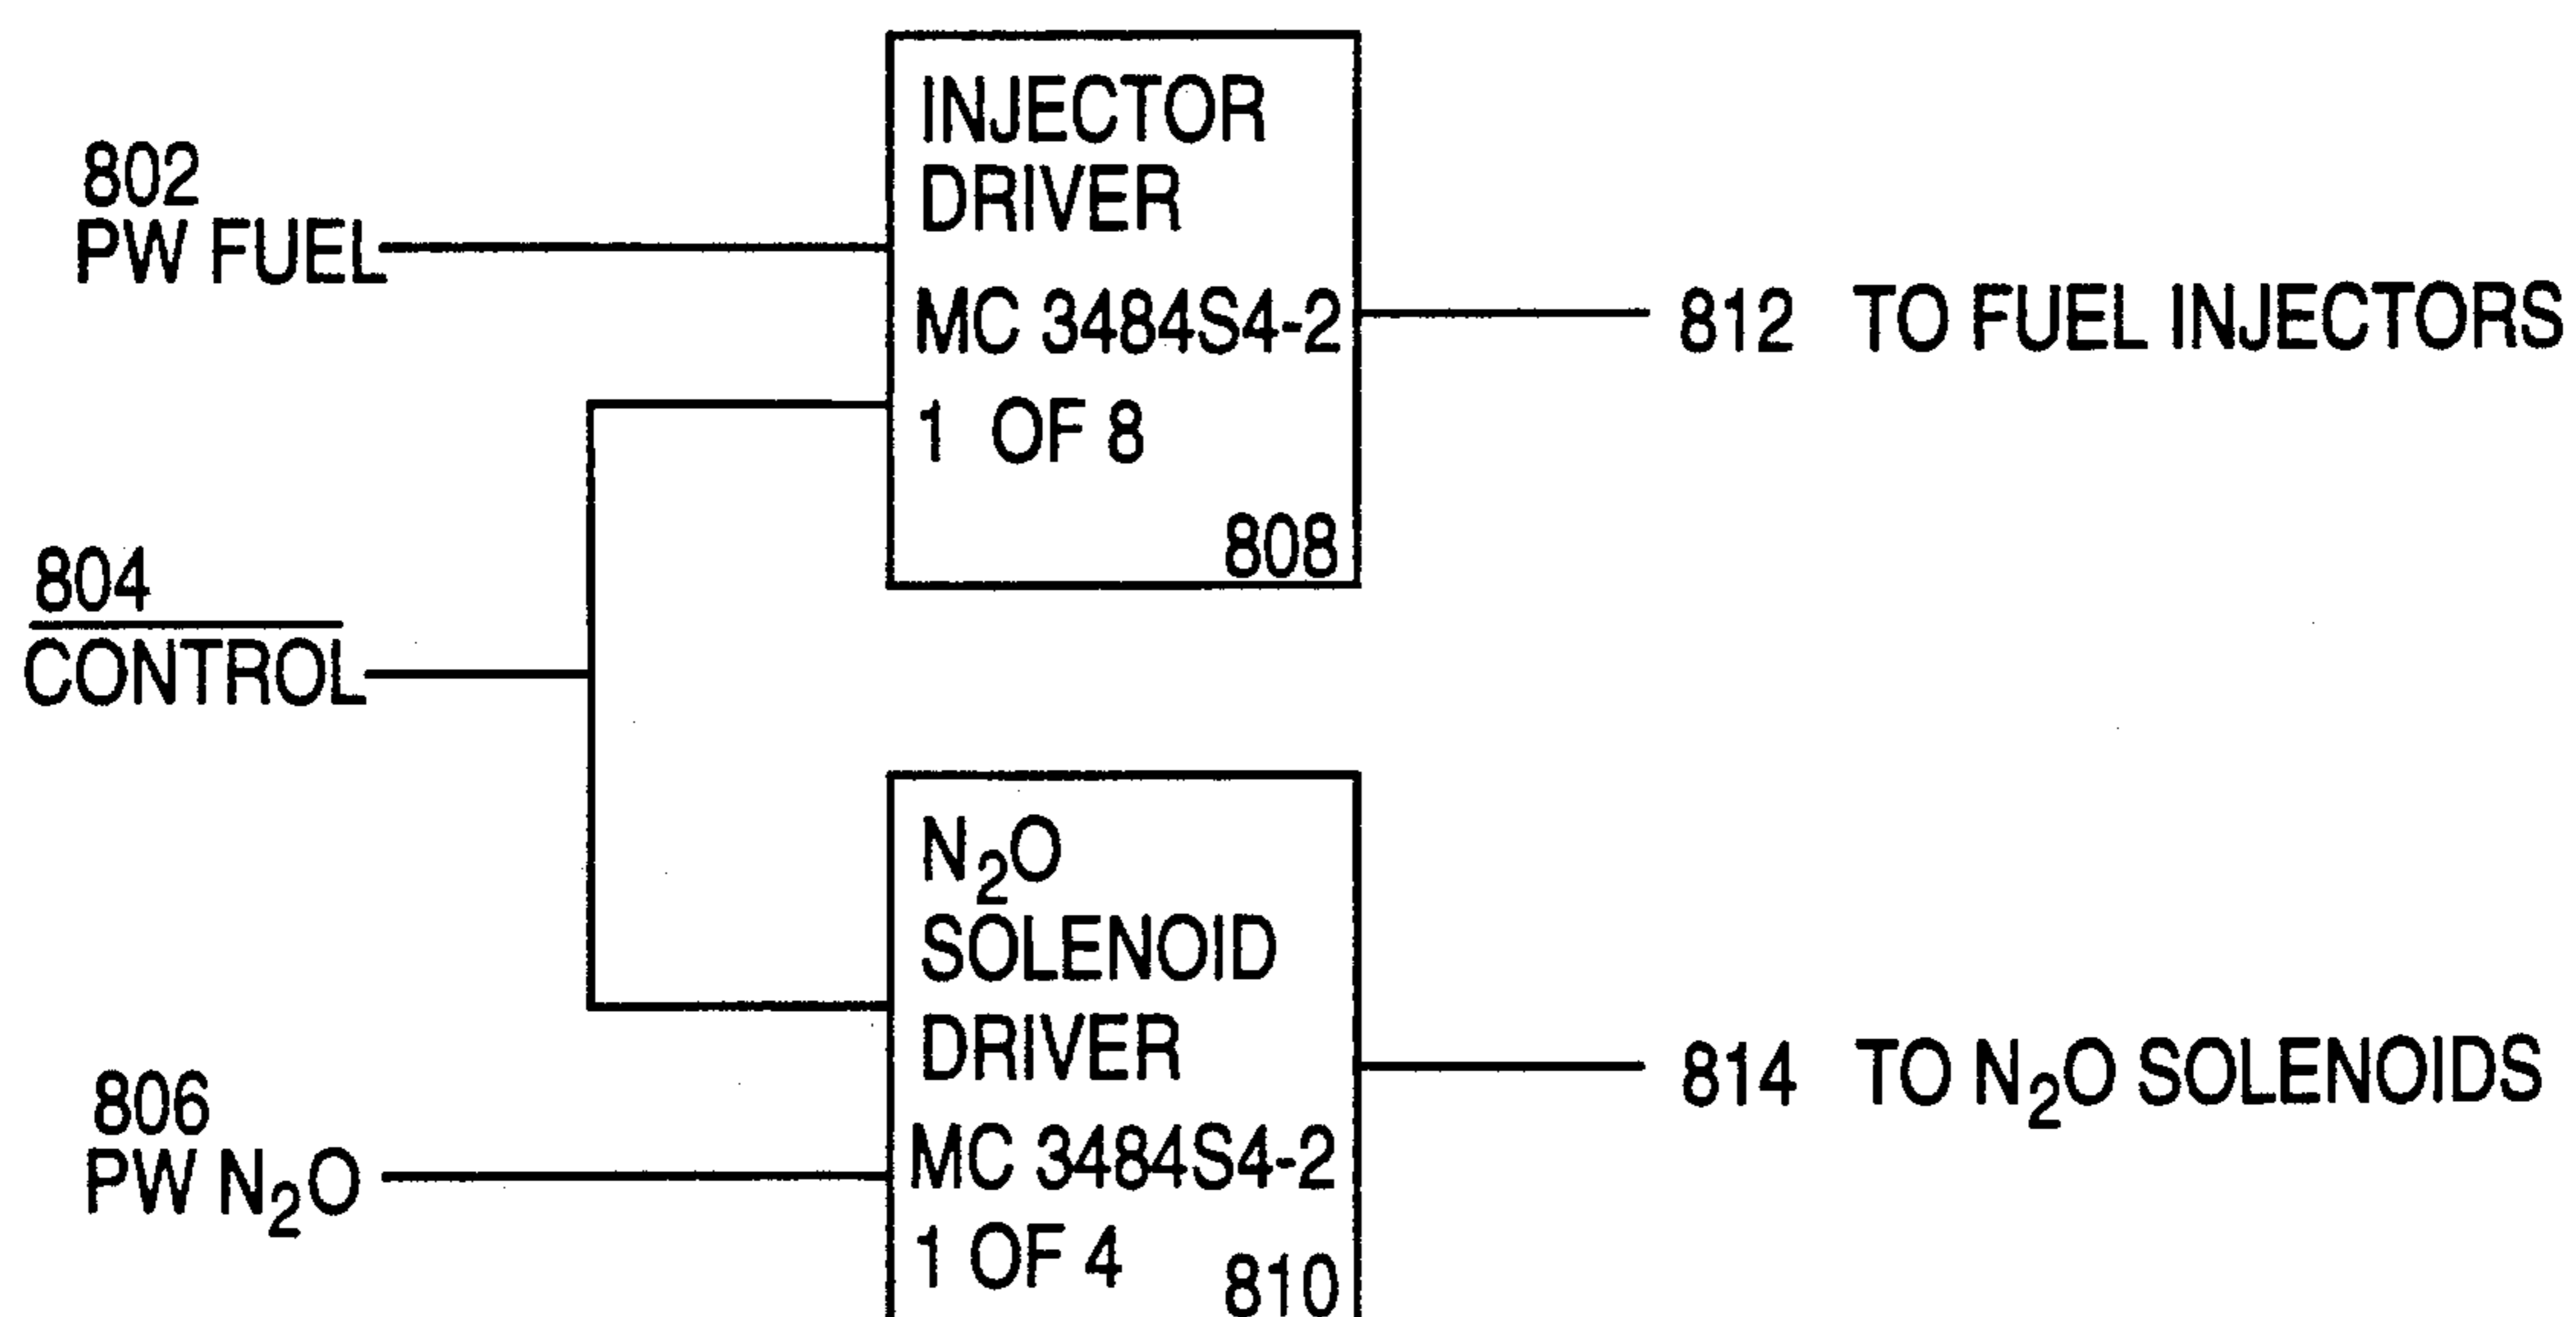 INJECTOR
DRIVER
MC 3484S4-2
1 OF 8
808
802
PW FUEL
812 TO FUEL INJECTORS
804
CONTROL
N₂O
SOLENOID
DRIVER
MC 3484S4-2
1 OF 4
810
806
PW N₂O
814 TO N₂O SOLENOIDS